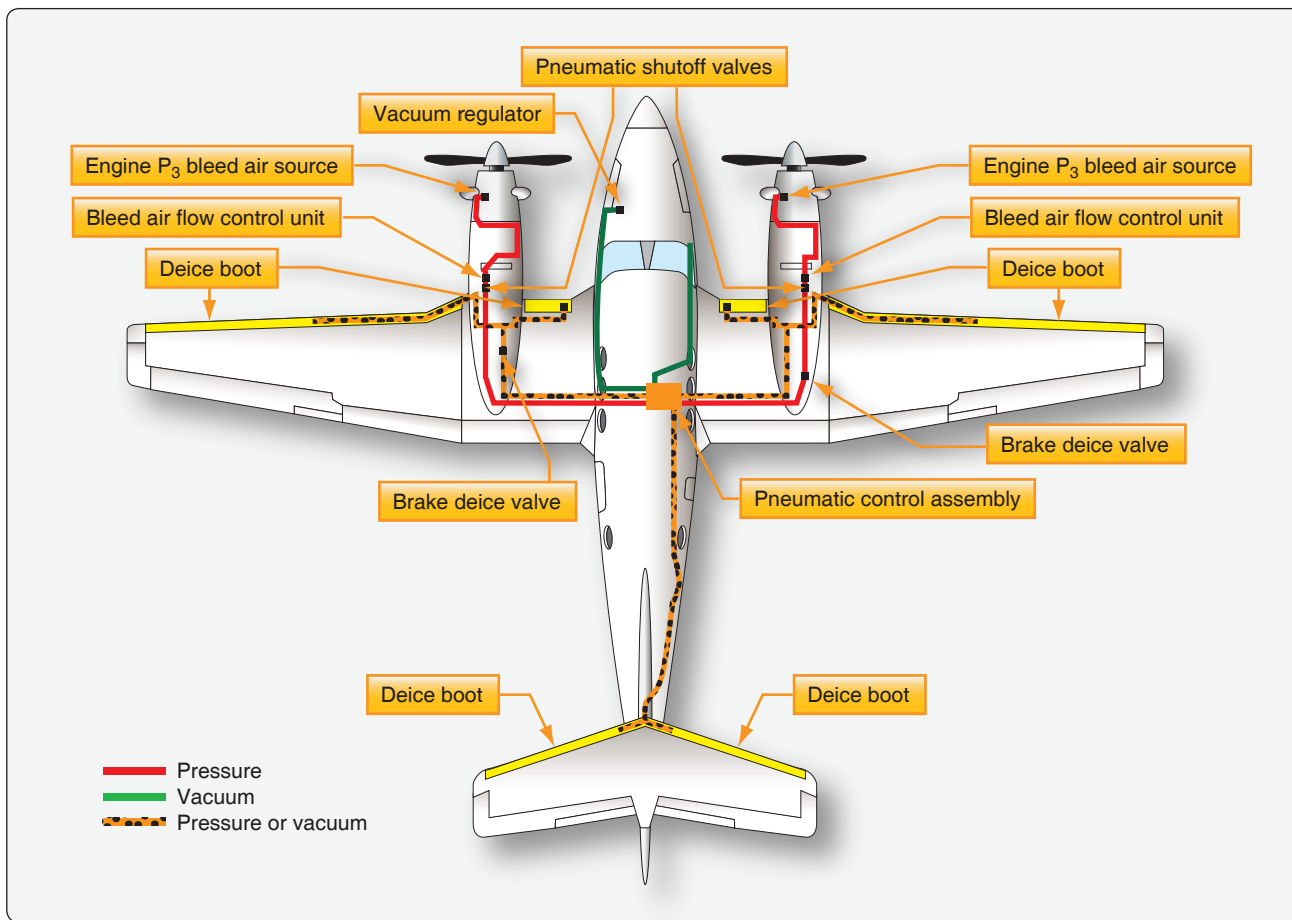 Pneumatic shutoff valves
Vacuum regulator
Engine P₃ bleed air source
Engine P₃ bleed air source
Bleed air flow control unit
Bleed air flow control unit
Deice boot
Deice boot
Brake deice valve
Brake deice valve
Pneumatic control assembly
Deice boot
Deice boot
Pressure
Vacuum
Pressure or vacuum